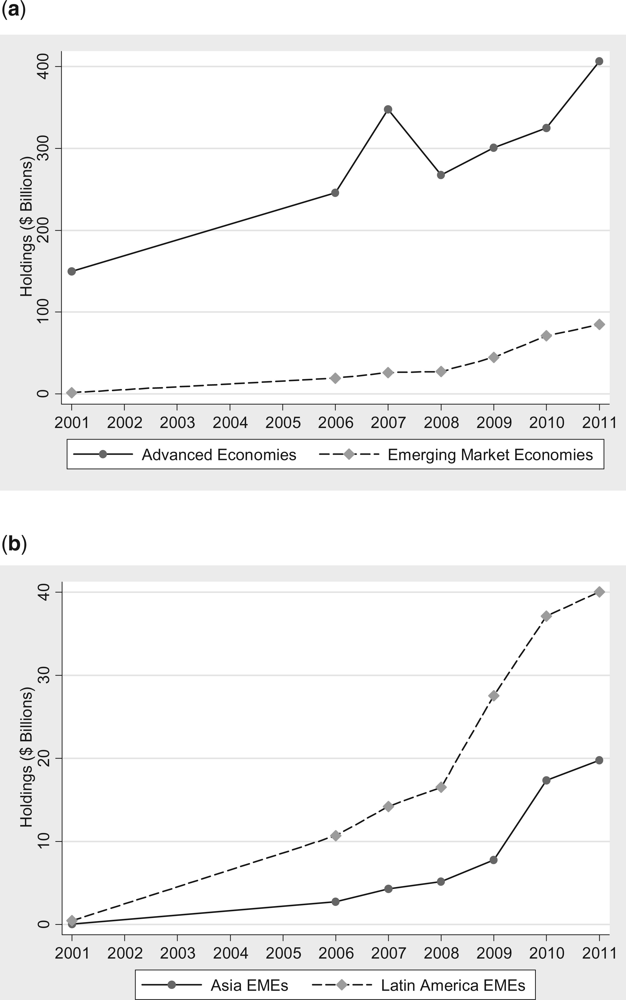 (a)
Holdings ($ Billions)
400
300
200
100
0
2001 2002 2003 2004 2005 2006 2007 2008 2009 2010 2011
Advanced Economies Emerging Market Economies
(b)
Holdings ($ Billions)
40
30
20
10
0
2001 2002 2003 2004 2005 2006 2007 2008 2009 2010 2011
Asia EMEs Latin America EMEs